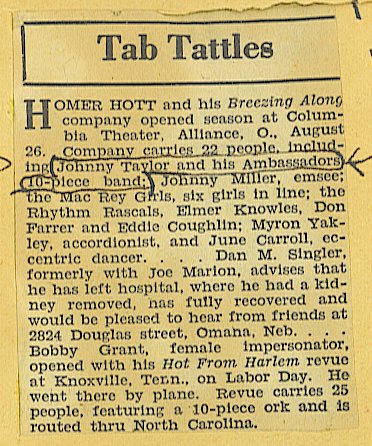 Tab Tattles
HOMER HOTT and his Breezing Along
company opened season at Colum-
bia Theater, Alliance, O., August
26. Company carries 22 people, includ-
ing Johnny Taylor and his Ambassadors,
10-piece band; Johnny Miller, emsee;
the Mac Rey Girls, six girls in line; the
Rhythm Rascals, Elmer Knowles, Don
Farrer and Eddie Coughlin; Myron Yak-
ley, accordionist, and June Carroll, ec-
centric dancer. . . . . Dan M. Singler,
formerly with Joe Marion, advises that
he has left hospital, where he had a kid-
ney removed, has fully recovered and
would be pleased to hear from friends at
2824 Douglas street, Omaha, Neb. . . . .
Bobby Grant, female impersonator,
opened with his Hot From Harlem revue
at Knoxville, Tenn., on Labor Day. He
went there by plane. Revue carries 25
people, featuring a 10-piece ork and is
routed thru North Carolina.